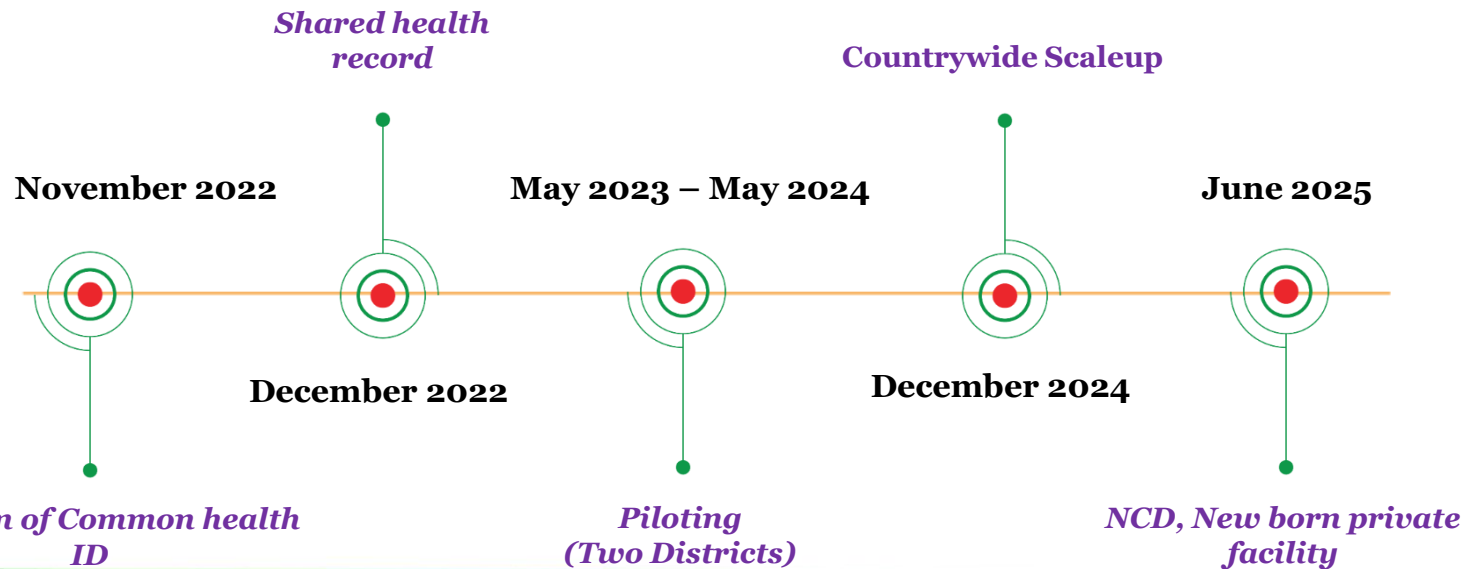 Shared health
record
Countrywide Scaleup
November 2022
May 2023 – May 2024
June 2025
December 2022
December 2024
of Common health
ID
Piloting
(Two Districts)
NCD, New born private
facility